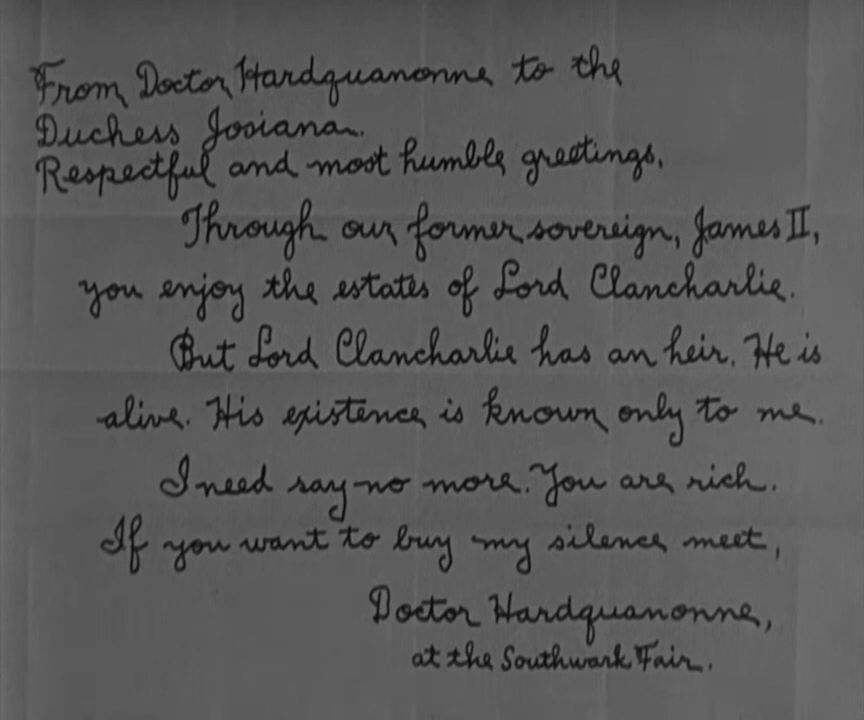 From Doctor Hardquanonne to the
Duchess Josiana.
Respectful and most humble greetings.
Through our former sovereign, James II,
you enjoy the estates of Lord Clancharlie.
But Lord Clancharlie has an heir. He is
alive. His existence is known only to me.
I need say no more. You are rich.
If you want to buy my silence meet,
Doctor Hardquanonne,
at the Southwark Fair.